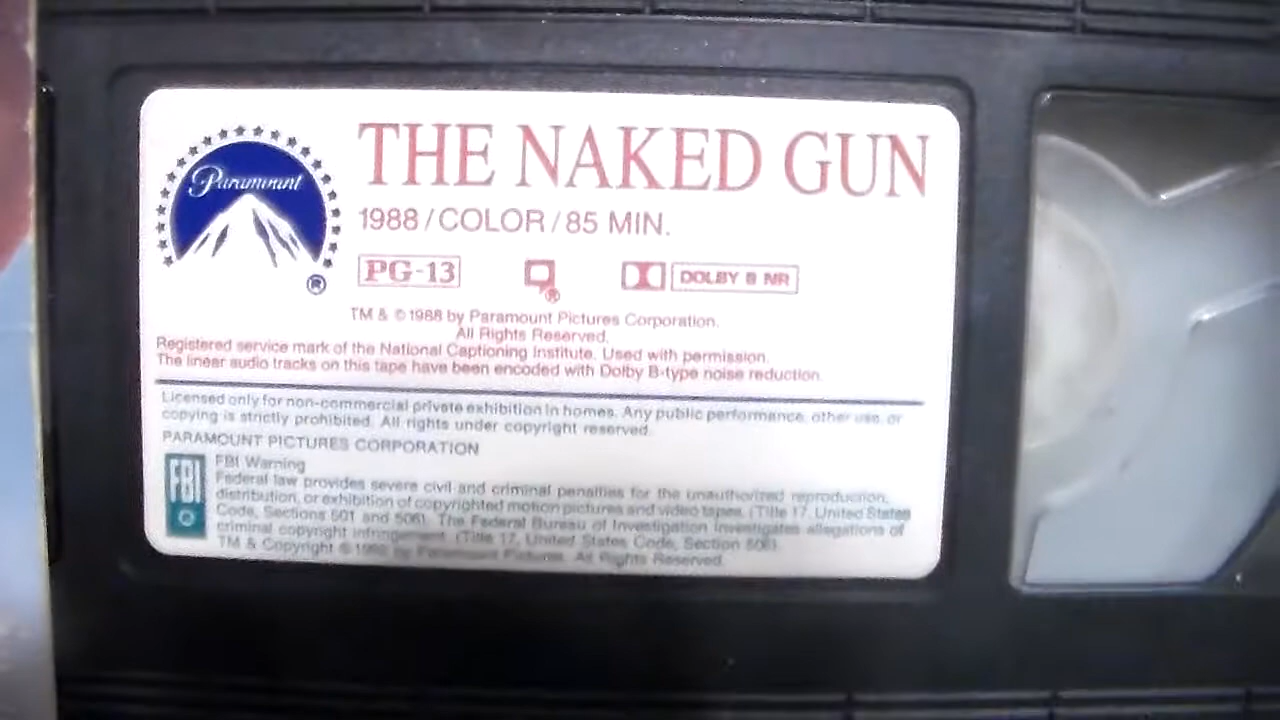 Paramount
®
THE NAKED GUN
1988/COLOR/85 MIN.
PG-13
®
DOLBY B NR
TM & © 1988 by Paramount Pictures Corporation.
All Rights Reserved.
Registered service mark of the National Captioning Institute. Used with permission.
The linear audio tracks on this tape have been encoded with Dolby B-type noise reduction.
Licensed only for non-commercial private exhibition in homes. Any public performance, other use, or
copying is strictly prohibited. All rights under copyright reserved.
PARAMOUNT PICTURES CORPORATION
FBI
FBI Warning
Federal law provides severe civil and criminal penalties for the unauthorized reproduction,
distribution, or exhibition of copyrighted motion pictures and video tapes. (Title 17, United States
Code, Sections 501 and 506). The Federal Bureau of Investigation investigates allegations of
criminal copyright infringement. (Title 17, United States Code, Section 506).
TM & Copyright © by Paramount Pictures. All Rights Reserved.